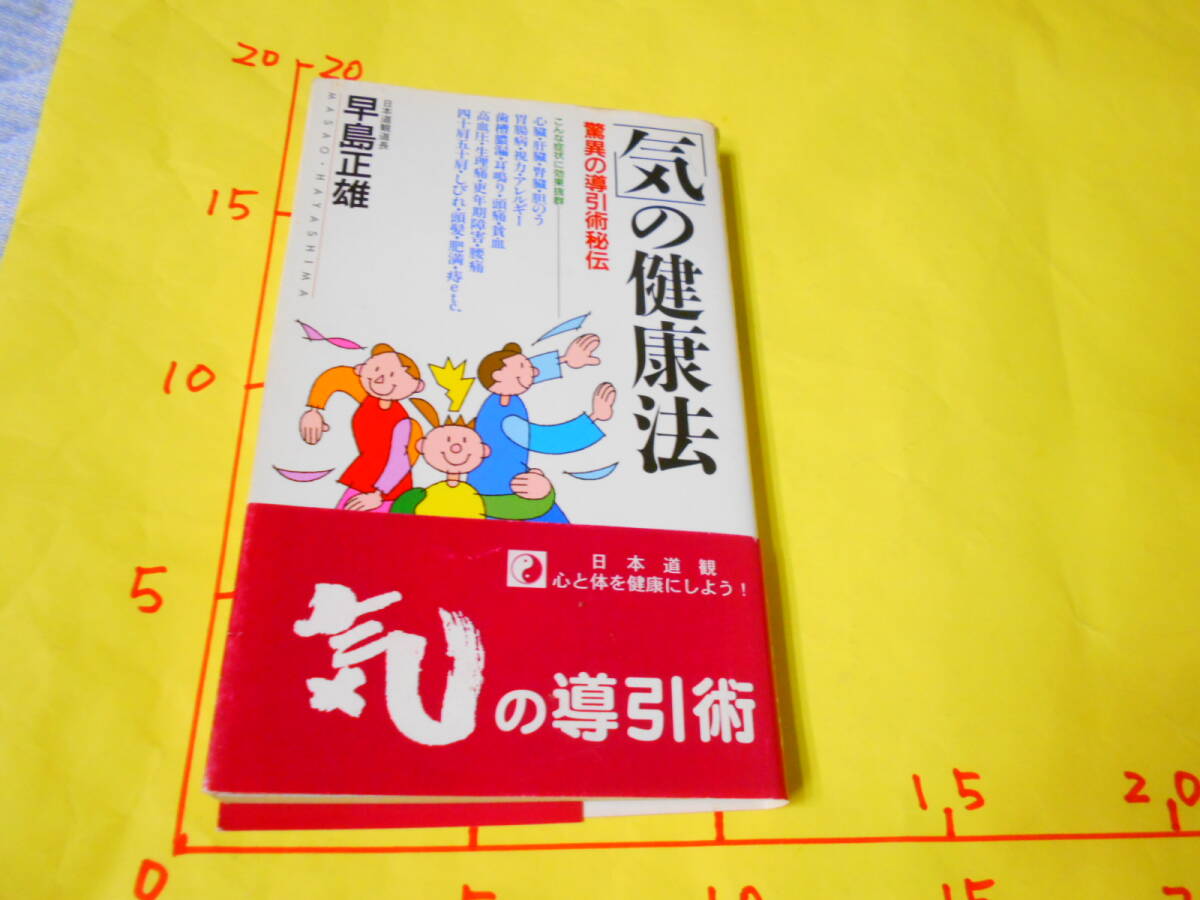 「気」の健康法
驚異の導引術秘伝
こんな症状に効果抜群
心臓・肝臓・腎臓・胆のう
胃腸病・視力・アレルギー
歯槽膿漏・耳鳴り・頭痛・貧血
高血圧・生理痛・更年期障害・腰痛
四十肩五十肩・しびれ・頭髪・肥満・痔etc.
日本道観道長
早島正雄
MASAO・HAYASHIMA
日本道観
心と体を健康にしよう!
気の導引術
20
20
15
10
5
0
5
10
15
1,5
2,0